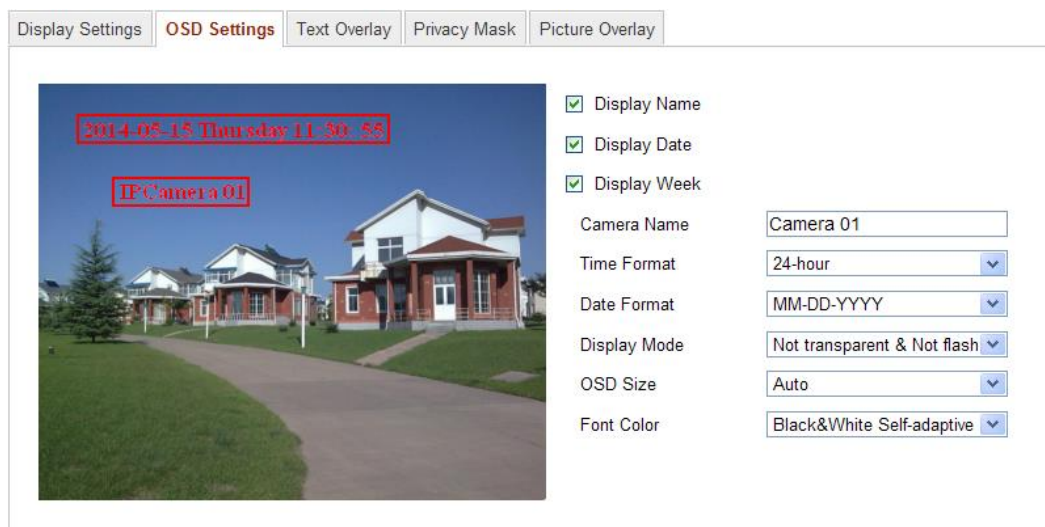 Display Settings
OSD Settings
Text Overlay
Privacy Mask
Picture Overlay
2014-05-15 Thursday 11:50:55
IPCamera 01
Display Name
Display Date
Display Week
Camera Name
Camera 01
Time Format
24-hour
Date Format
MM-DD-YYYY
Display Mode
Not transparent & Not flash
OSD Size
Auto
Font Color
Black&White Self-adaptive